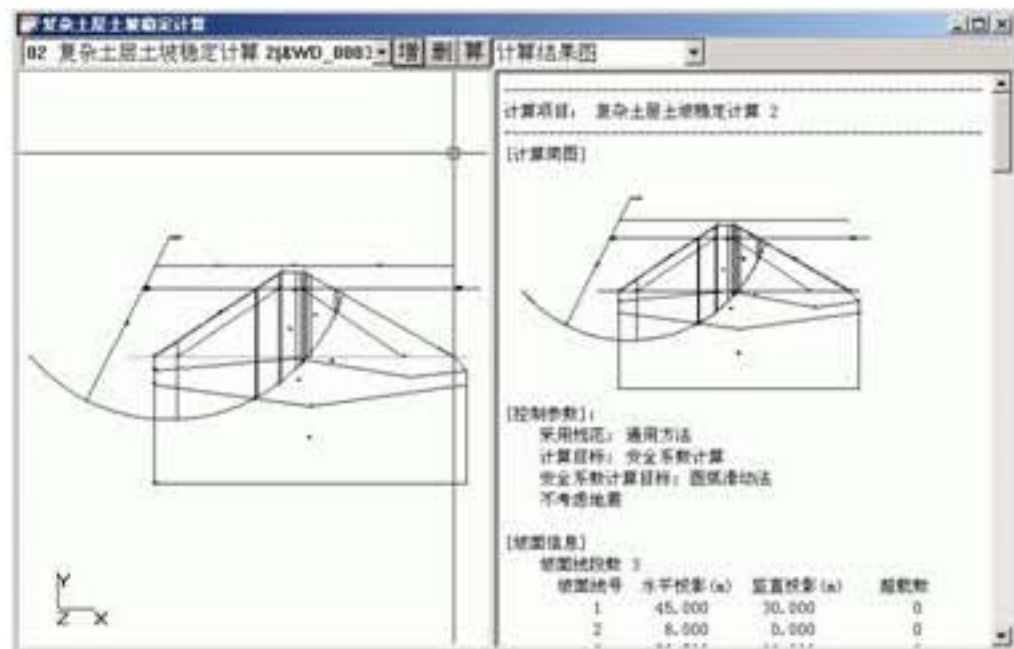 复杂土层土坡稳定计算
02 复杂土层土坡稳定计算 2
增 删 算
计算结果图
计算项目： 复杂土层土坡稳定计算 2
[计算简图]
[控制参数]:
采用规范: 通用方法
计算目标: 安全系数计算
安全系数计算目标: 圆弧滑动法
不考虑地震
[坡面信息]
坡面线段数 3
坡面线号 水平投影(m) 竖直投影(m) 超载数
1 45.000 30.000 0
2 8.000 0.000 0
Y
Z X